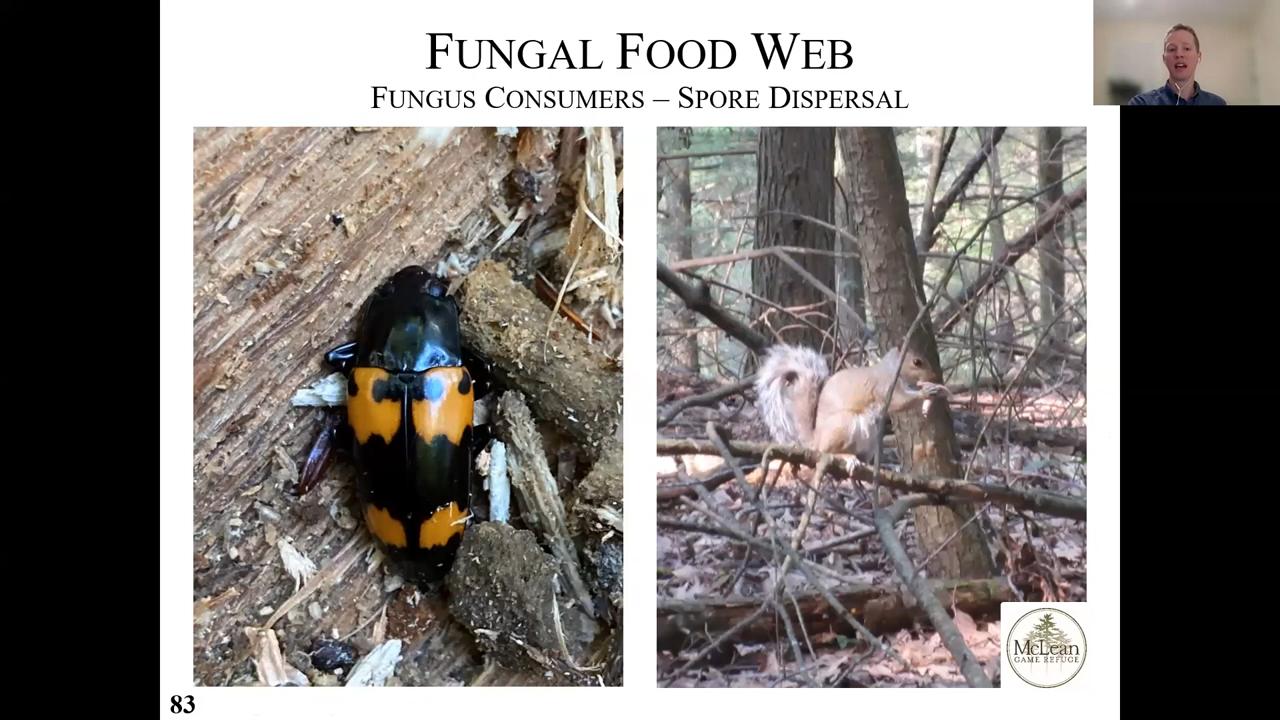 FUNGAL FOOD WEB
FUNGUS CONSUMERS – SPORE DISPERSAL
McLean
GAME REFUGE
83